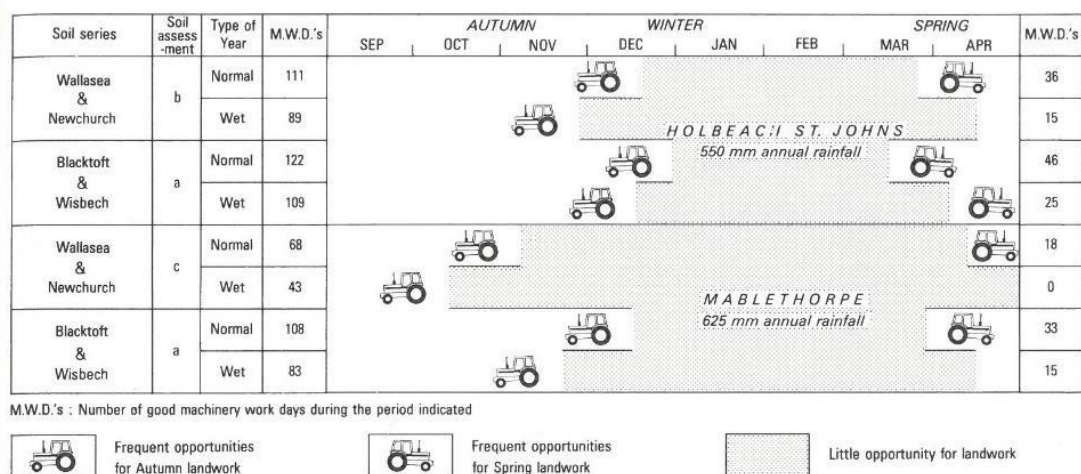 Soil series Soil assess -ment Type of Year M.W.D.'s AUTUMN WINTER SPRING M.W.D.'s
SEP OCT NOV DEC JAN FEB MAR APR
Wallasea & Newchurch b Normal 111 36
Wet 89 15
HOLBEACH ST. JOHNS
550 mm annual rainfall
Blacktoft & Wisbech a Normal 122 46
Wet 109 25
Wallasea & Newchurch c Normal 68 18
Wet 43 0
MABLETHORPE
625 mm annual rainfall
Blacktoft & Wisbech a Normal 108 33
Wet 83 15
M.W.D.'s : Number of good machinery work days during the period indicated
Frequent opportunities
for Autumn landwork
Frequent opportunities
for Spring landwork
Little opportunity for landwork